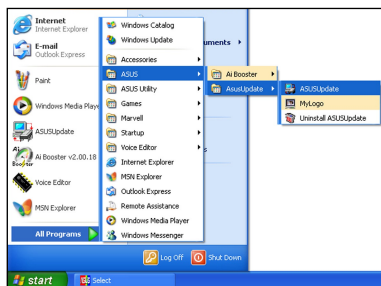 Internet
Internet Explorer
E-mail
Outlook Express
Paint
Windows Media Playe
ASUSUpdate
Ai Booster v2.00.18
Voice Editor
MSN Explorer
All Programs
Windows Catalog
Windows Update
Accessories
ASUS
ASUS Utility
Games
Marvell
Startup
Voice Editor
Internet Explorer
MSN Explorer
Outlook Express
Remote Assistance
Windows Media Player
Windows Messenger
uments
s
Ai Booster
AsusUpdate
ASUSUpdate
MyLogo
Uninstall ASUSUpdate
Log Off
Shut Down
start
Select